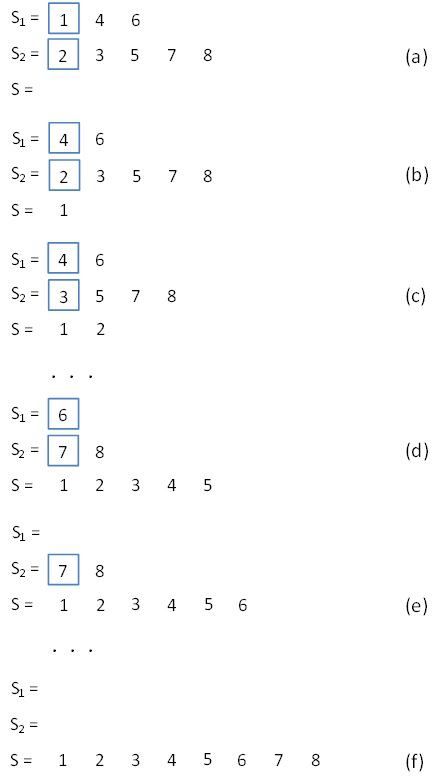 S₁ = 1 4 6
S₂ = 2 3 5 7 8 (a)
S =
S₁ = 4 6
S₂ = 2 3 5 7 8 (b)
S = 1
S₁ = 4 6
S₂ = 3 5 7 8 (c)
S = 1 2
. . .
S₁ = 6
S₂ = 7 8 (d)
S = 1 2 3 4 5
S₁ =
S₂ = 7 8
S = 1 2 3 4 5 6 (e)
. . .
S₁ =
S₂ =
S = 1 2 3 4 5 6 7 8 (f)